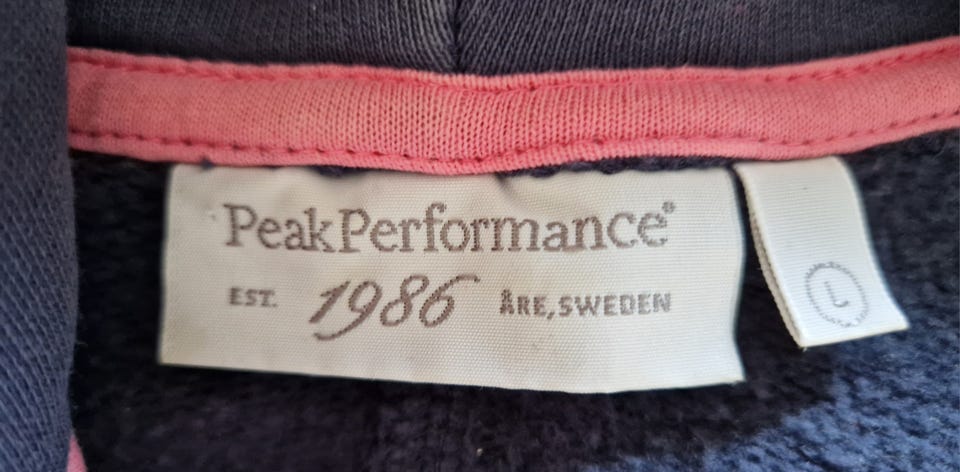 PeakPerformance®
EST. 1986 ÅRE, SWEDEN
L